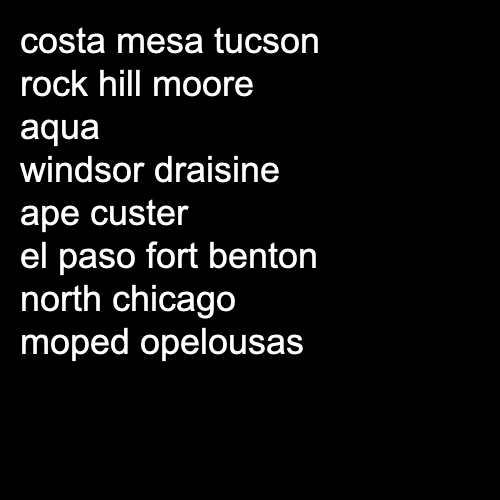 costa mesa tucson
rock hill moore
aqua
windsor draisine
ape custer
el paso fort benton
north chicago
moped opelousas